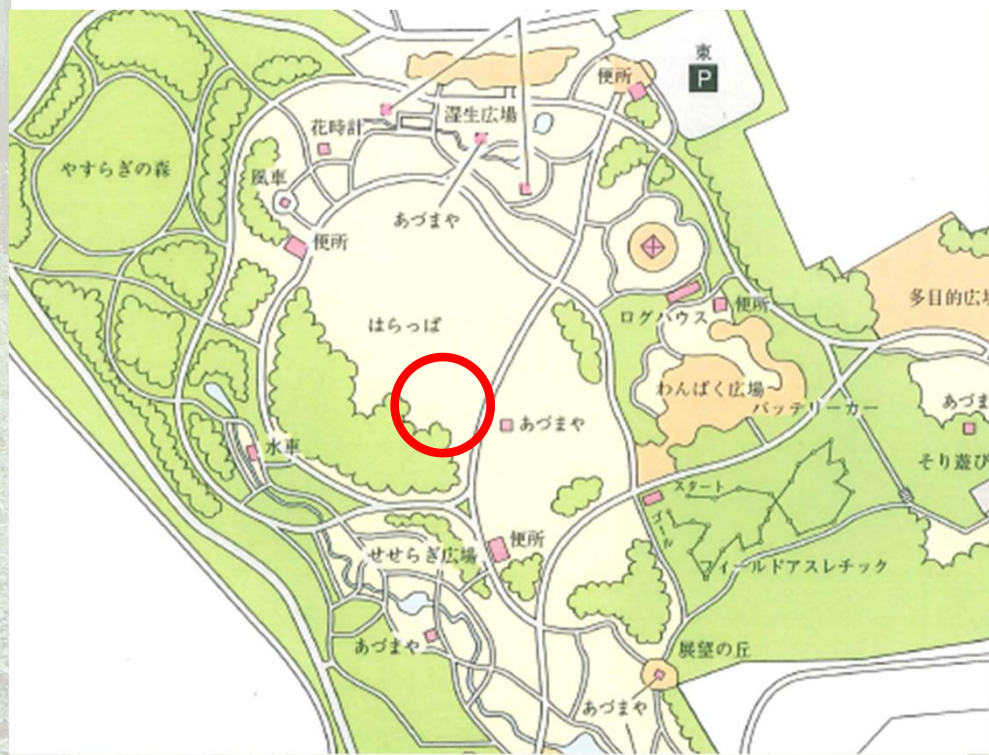 東
P
便所
花時計
湿生広場
やすらぎの森
風車
あづまや
便所
はらっぱ
ログハウス
便所
多目的広場
わんぱく広場
バッテリーカー
あづまや
あづま
水車
そり遊び
スタート
ゴール
便所
せせらぎ広場
フィールドアスレチック
あづまや
展望の丘
あづまや